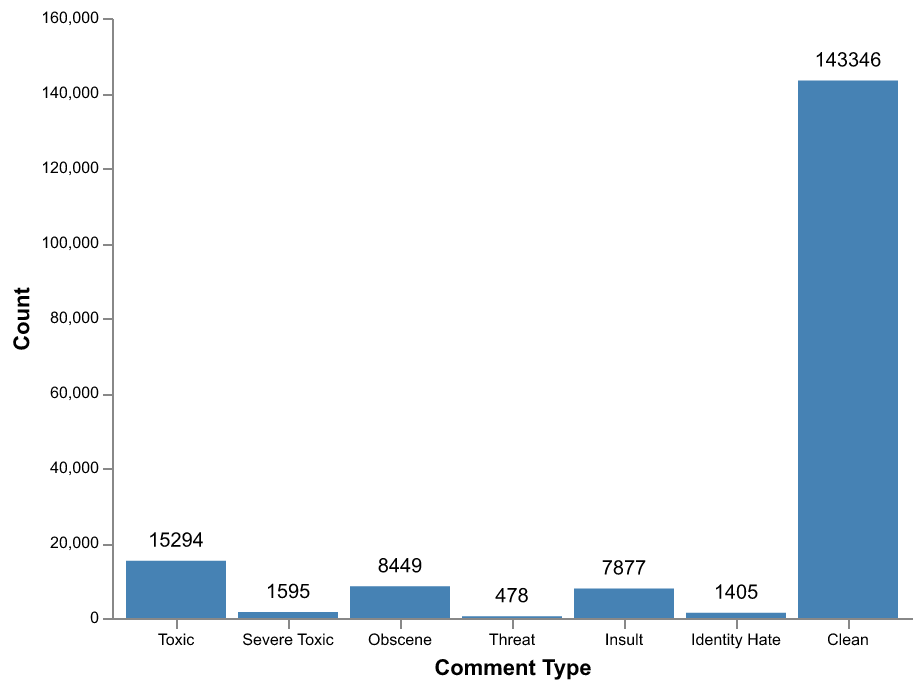 160,000
140,000
120,000
100,000
80,000
60,000
40,000
20,000
0
Count
15294
1595
8449
478
7877
1405
143346
Toxic
Severe Toxic
Obscene
Threat
Insult
Identity Hate
Clean
Comment Type